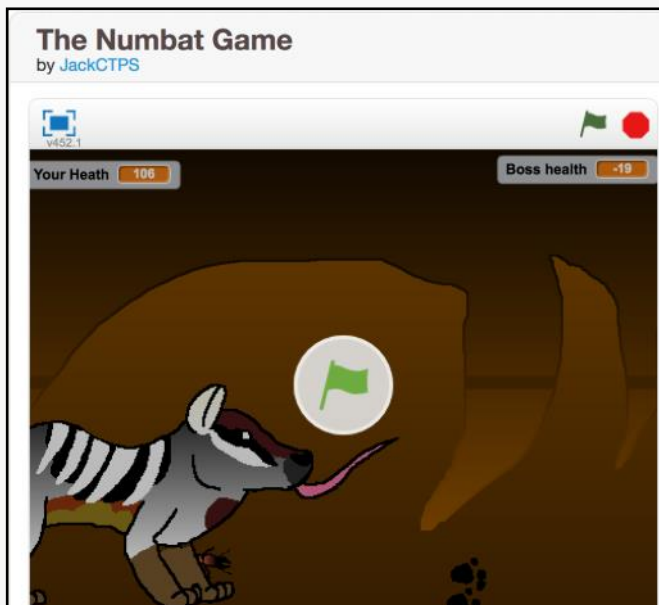 The Numbat Game
by JackCTPS
v452.1
Your Heath 106
Boss health -19